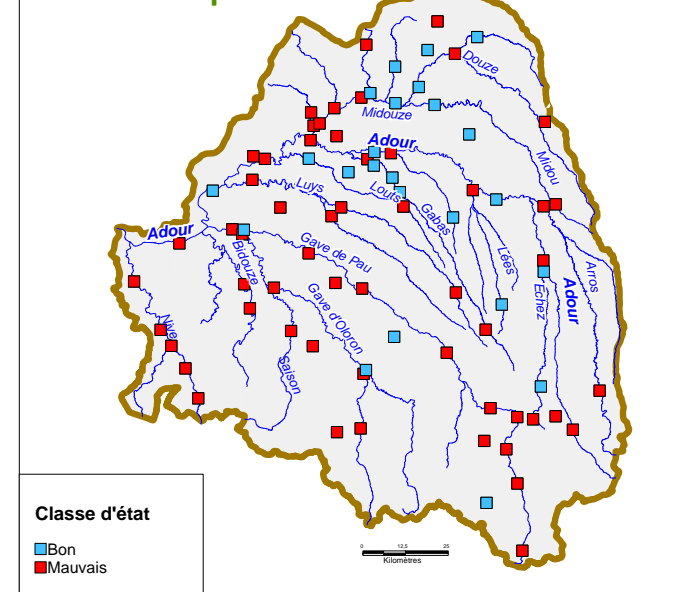 Douze
Midouze
Adour
Midou
Luys
Louts
Gabas
Adour
Bidouze
Gave de Pau
Lées
Arros
Echez
Adour
Gave d'Oloron
Nive
Saison
Classe d'état
Bon
Mauvais
0 12,5 25
Kilomètres